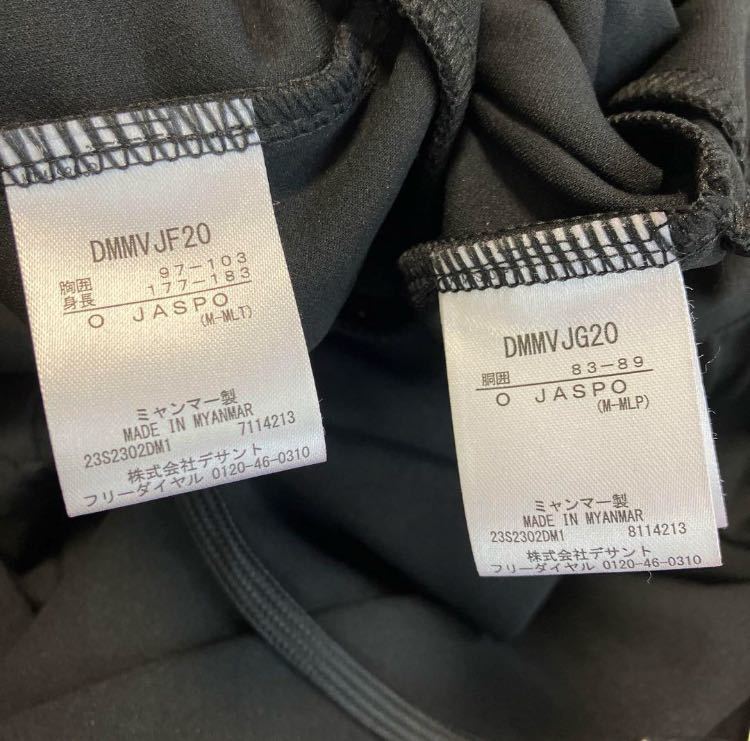 DMMVJF20
胸囲 97-103
身長 177-183
O JASPO
(M-MLT)
ミャンマー製
MADE IN MYANMAR
23S2302DM1 7114213
株式会社デサント
フリーダイヤル 0120-46-0310
DMMVJG20
胴囲 83-89
O JASPO
(M-MLP)
ミャンマー製
MADE IN MYANMAR
23S2302DM1 8114213
株式会社デサント
フリーダイヤル 0120-46-0310